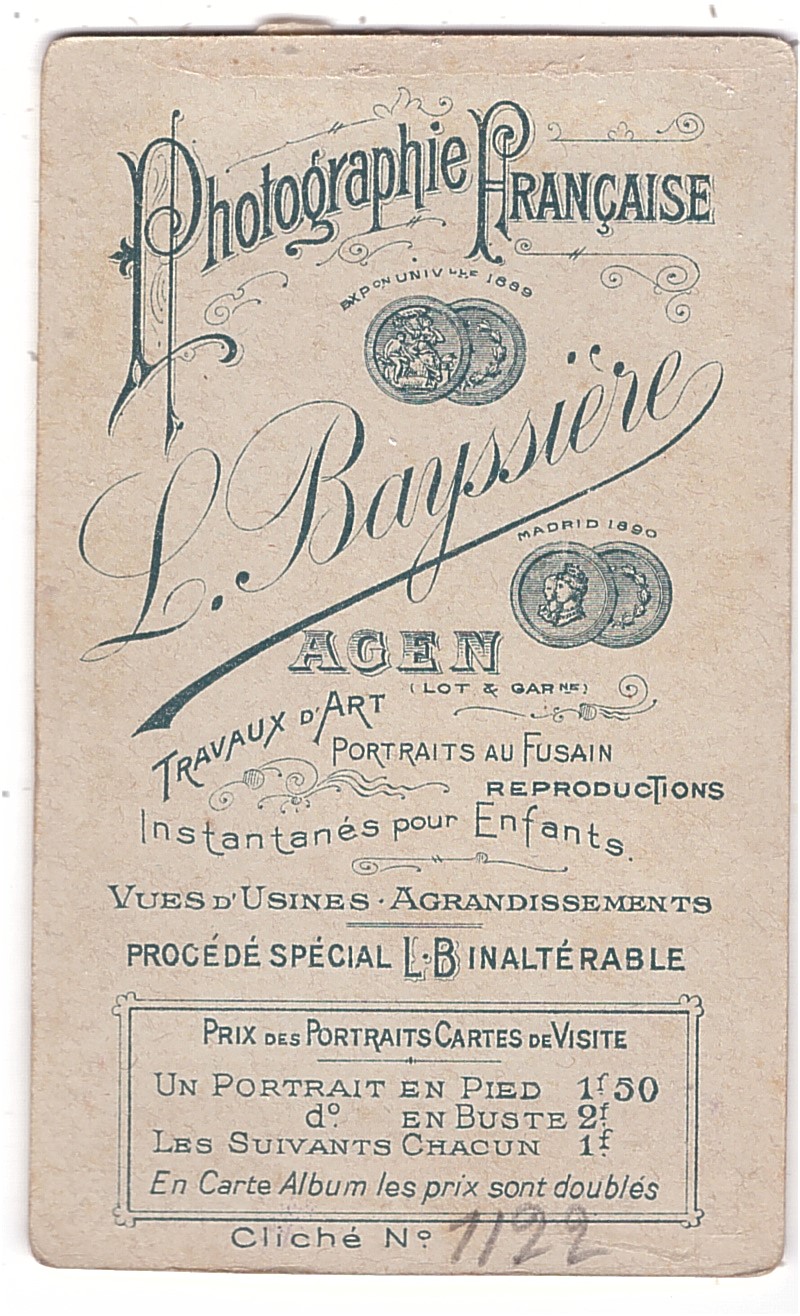 Photographie Française
EXPON UNIVLLE 1889
L. Bayssière
MADRID 1890
AGEN
(LOT & GARNE)
TRAVAUX D'ART
PORTRAITS AU FUSAIN
REPRODUCTIONS
Instantanés pour Enfants.
VUES D'USINES · AGRANDISSEMENTS
PROCÉDÉ SPÉCIAL L·B INALTÉRABLE
PRIX DES PORTRAITS CARTES DE VISITE
UN PORTRAIT EN PIED 1f 50
do. EN BUSTE 2f.
LES SUIVANTS CHACUN 1f
En Carte Album les prix sont doublés
Cliché No 1122